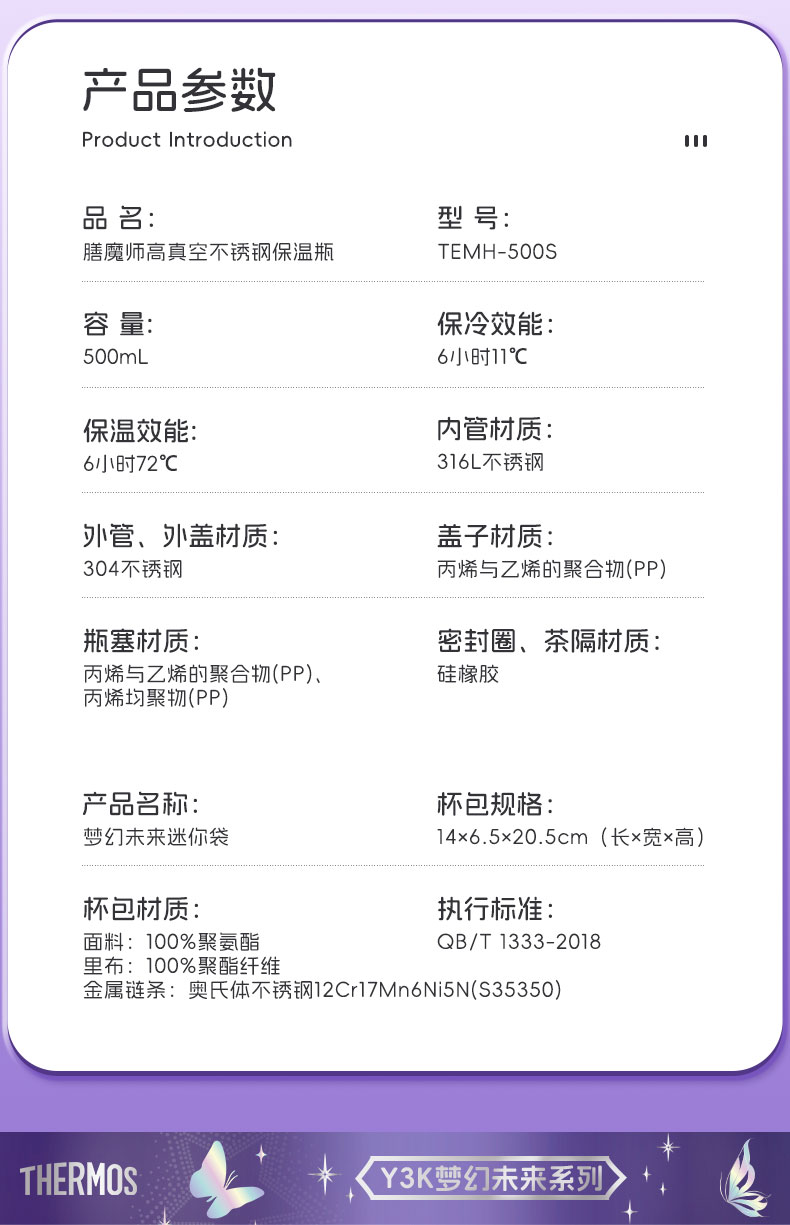 产品参数
Product Introduction
品 名:
膳魔师高真空不锈钢保温瓶
型 号:
TEMH-500S
容 量:
500mL
保冷效能:
6小时11℃
保温效能:
6小时72℃
内管材质:
316L不锈钢
外管、外盖材质:
304不锈钢
盖子材质:
丙烯与乙烯的聚合物(PP)
瓶塞材质:
丙烯与乙烯的聚合物(PP)、
丙烯均聚物(PP)
密封圈、茶隔材质:
硅橡胶
产品名称:
梦幻未来迷你袋
杯包规格:
14×6.5×20.5cm（长×宽×高）
杯包材质:
面料: 100%聚氨酯
里布: 100%聚酯纤维
金属链条: 奥氏体不锈钢12Cr17Mn6Ni5N(S35350)
执行标准:
QB/T 1333-2018
THERMOS
Y3K梦幻未来系列